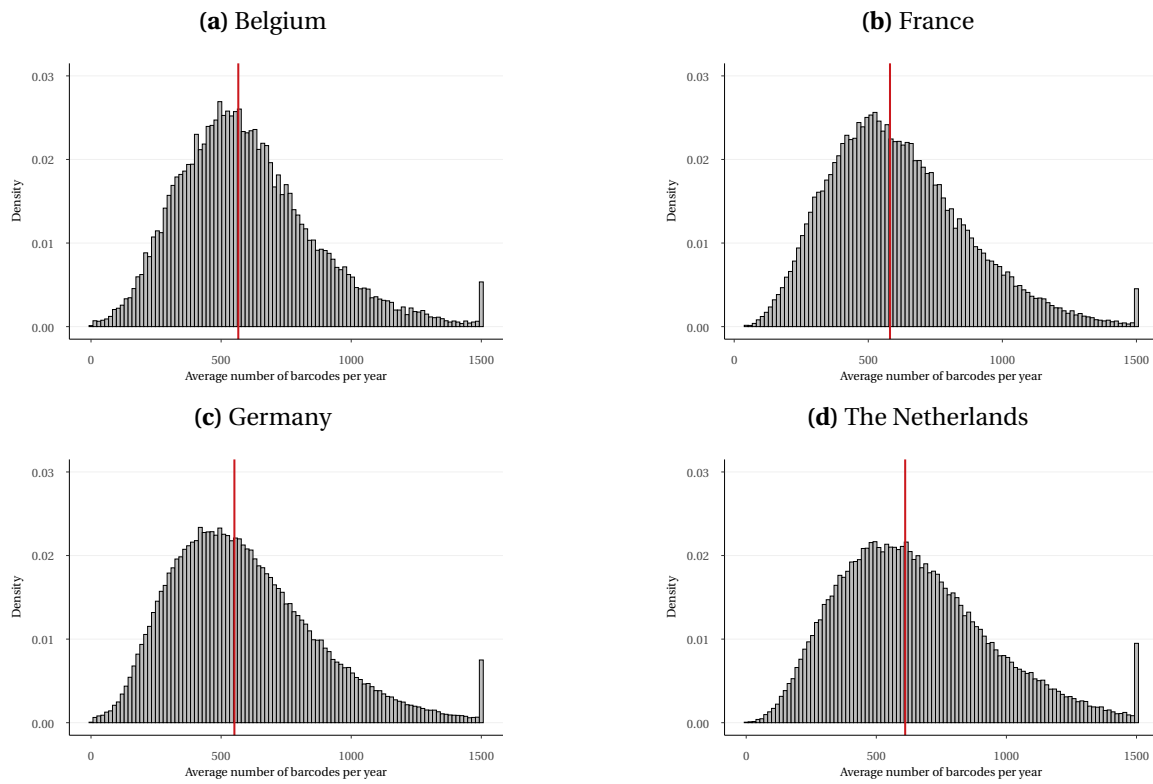 (a) Belgium
0.03
0.02
0.01
0.00
Density
0 500 1000 1500
Average number of barcodes per year
(b) France
0.03
0.02
0.01
0.00
Density
0 500 1000 1500
Average number of barcodes per year
(c) Germany
0.03
0.02
0.01
0.00
Density
0 500 1000 1500
Average number of barcodes per year
(d) The Netherlands
0.03
0.02
0.01
0.00
Density
0 500 1000 1500
Average number of barcodes per year